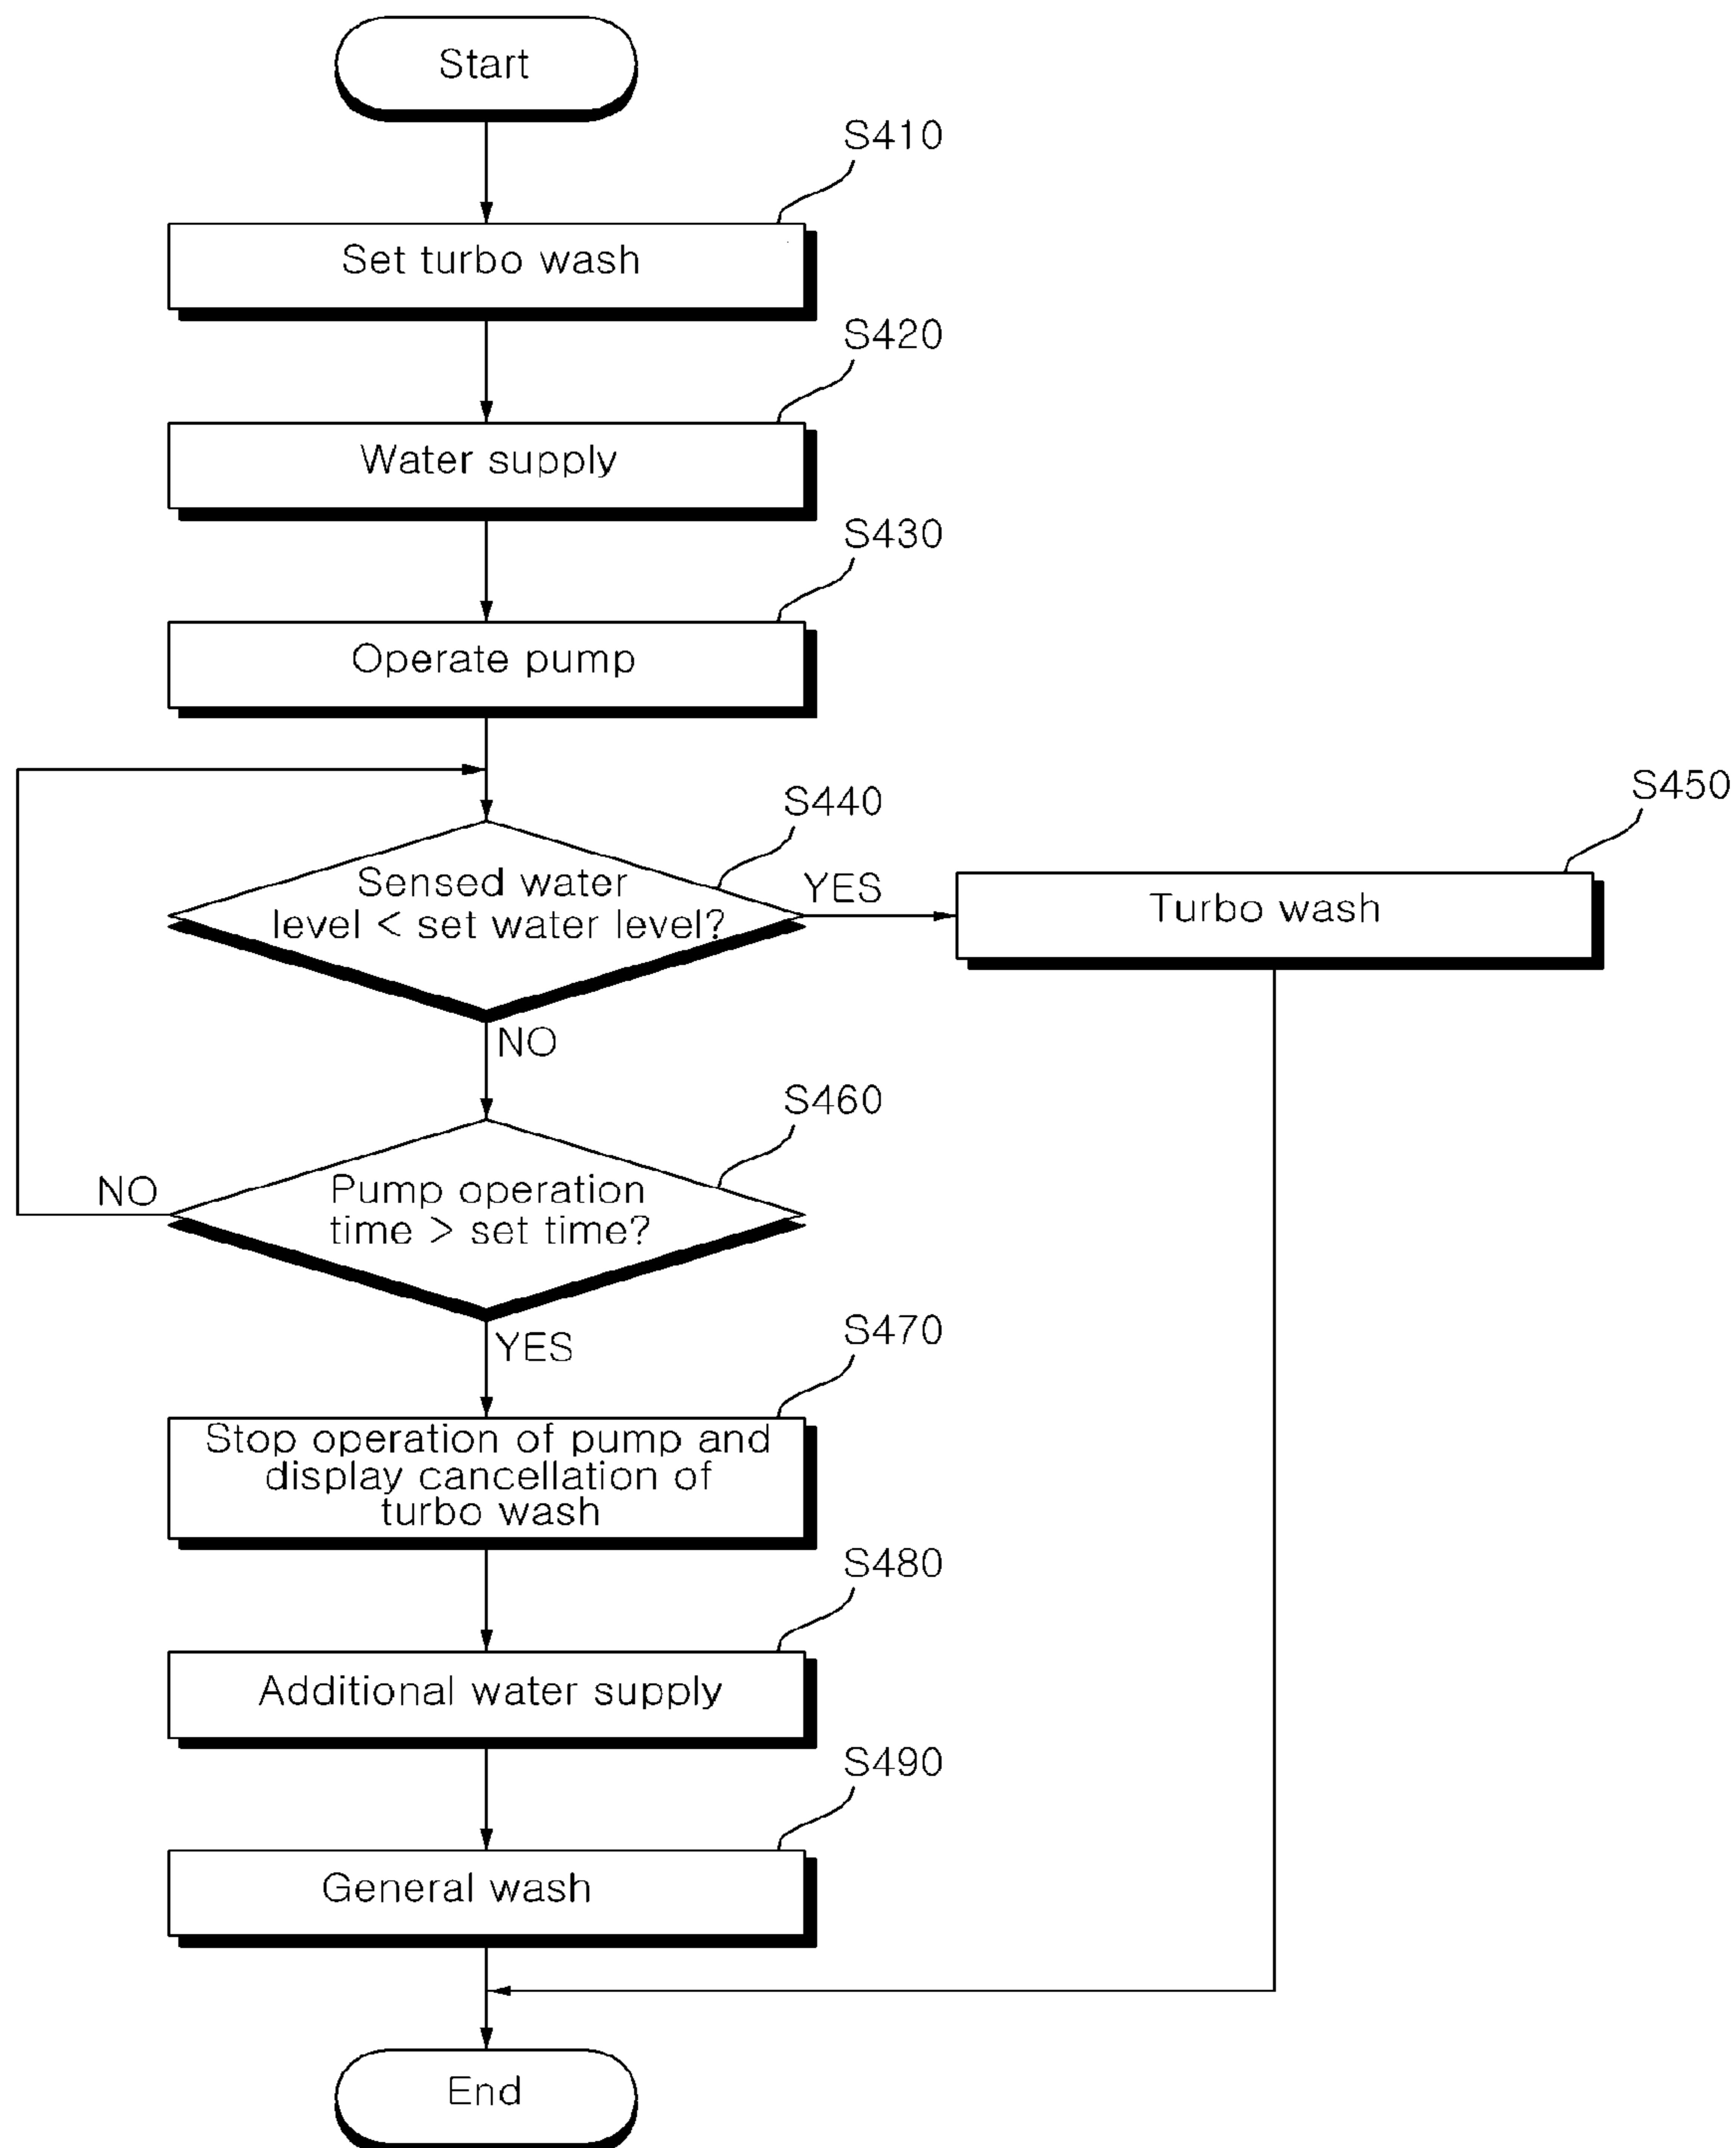 Start
S410
Set turbo wash
S420
Water supply
S430
Operate pump
S440
Sensed water
level < set water level?
YES
S450
Turbo wash
NO
S460
Pump operation
time > set time?
NO
YES
S470
Stop operation of pump and
display cancellation of
turbo wash
S480
Additional water supply
S490
General wash
End